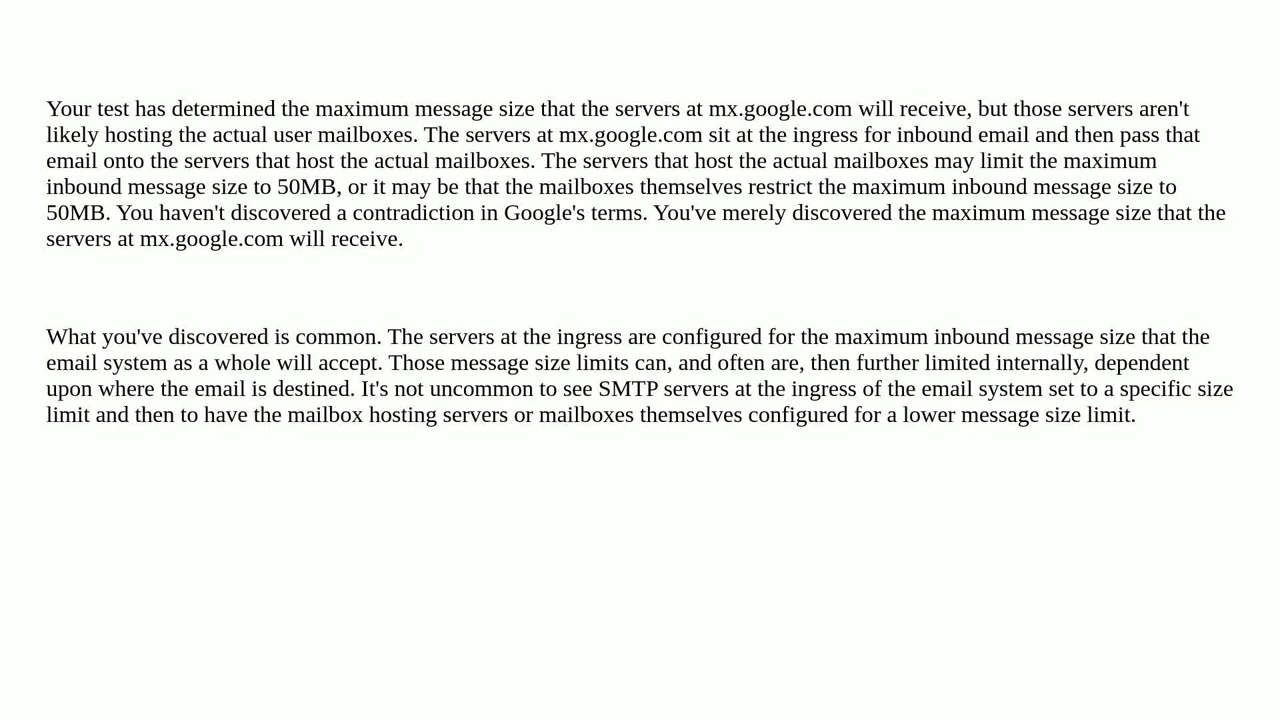 Your test has determined the maximum message size that the servers at mx.google.com will receive, but those servers aren't
likely hosting the actual user mailboxes. The servers at mx.google.com sit at the ingress for inbound email and then pass that
email onto the servers that host the actual mailboxes. The servers that host the actual mailboxes may limit the maximum
inbound message size to 50MB, or it may be that the mailboxes themselves restrict the maximum inbound message size to
50MB. You haven't discovered a contradiction in Google's terms. You've merely discovered the maximum message size that the
servers at mx.google.com will receive.
What you've discovered is common. The servers at the ingress are configured for the maximum inbound message size that the
email system as a whole will accept. Those message size limits can, and often are, then further limited internally, dependent
upon where the email is destined. It's not uncommon to see SMTP servers at the ingress of the email system set to a specific size
limit and then to have the mailbox hosting servers or mailboxes themselves configured for a lower message size limit.